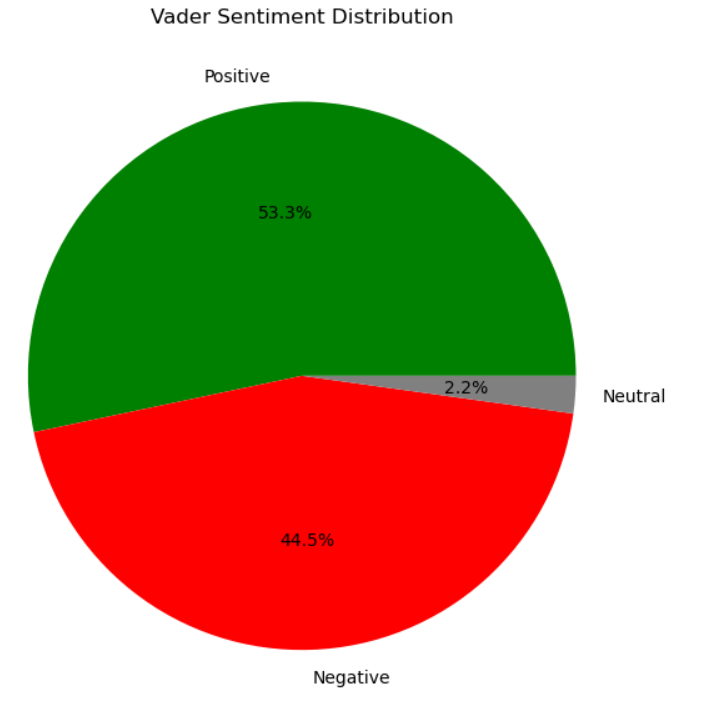 Vader Sentiment Distribution
Positive
53.3%
2.2%
Neutral
44.5%
Negative